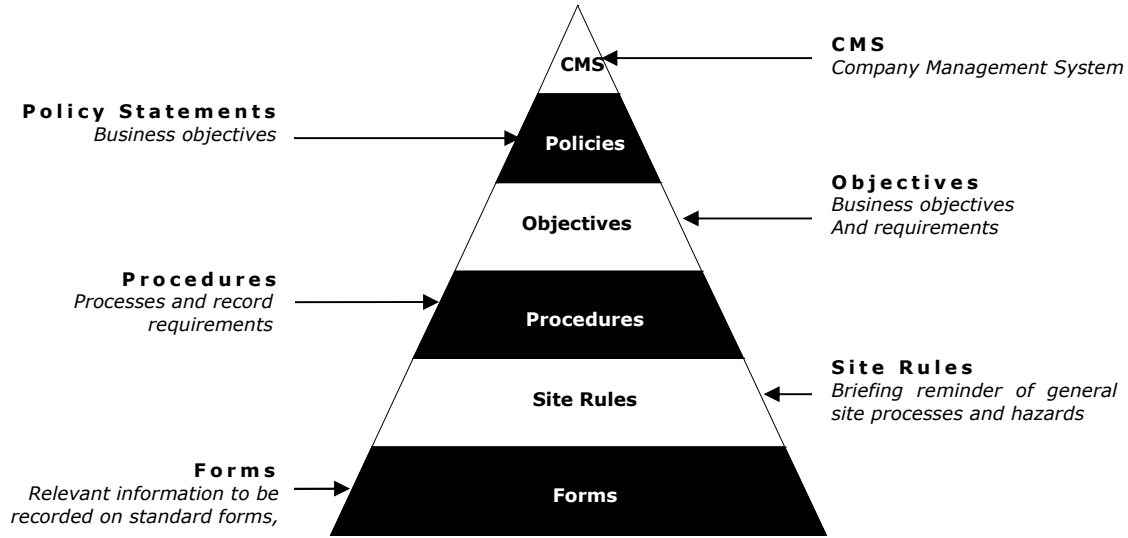 CMS
CMS
Company Management System
Policy Statements
Business objectives
Policies
Objectives
Business objectives
And requirements
Objectives
Procedures
Processes and record
requirements
Procedures
Site Rules
Briefing reminder of general
site processes and hazards
Site Rules
Forms
Relevant information to be
recorded on standard forms,
Forms